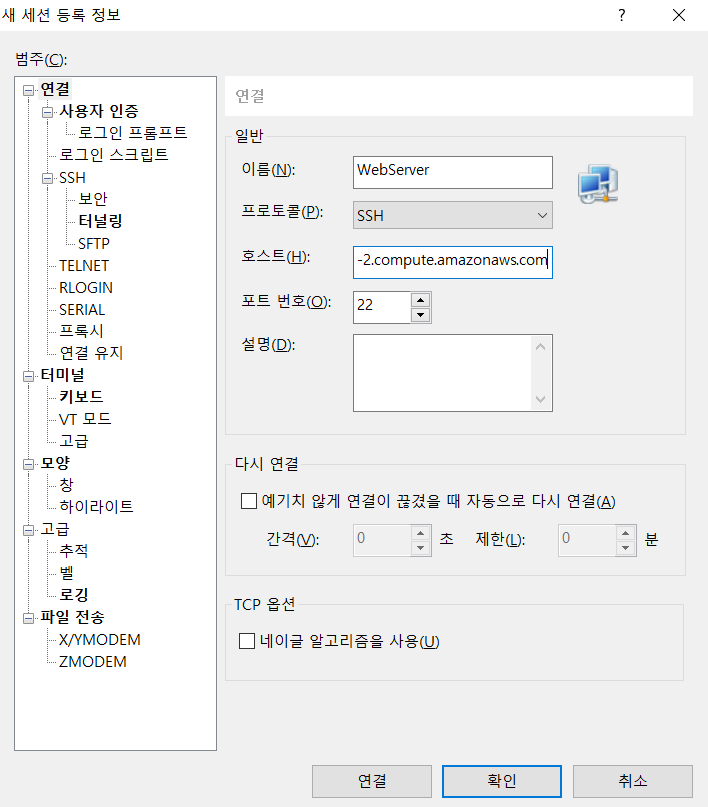 새 세션 등록 정보
?
범주(C):
연결
사용자 인증
로그인 프롬프트
로그인 스크립트
SSH
보안
터널링
SFTP
TELNET
RLOGIN
SERIAL
프록시
연결 유지
터미널
키보드
VT 모드
고급
모양
창
하이라이트
고급
추적
벨
로깅
파일 전송
X/YMODEM
ZMODEM
연결
일반
이름(N): WebServer
프로토콜(P): SSH
호스트(H): -2.compute.amazonaws.com
포트 번호(O): 22
설명(D):
다시 연결
예기치 않게 연결이 끊겼을 때 자동으로 다시 연결(A)
간격(V): 0 초 제한(L): 0 분
TCP 옵션
네이글 알고리즘을 사용(U)
연결 확인 취소